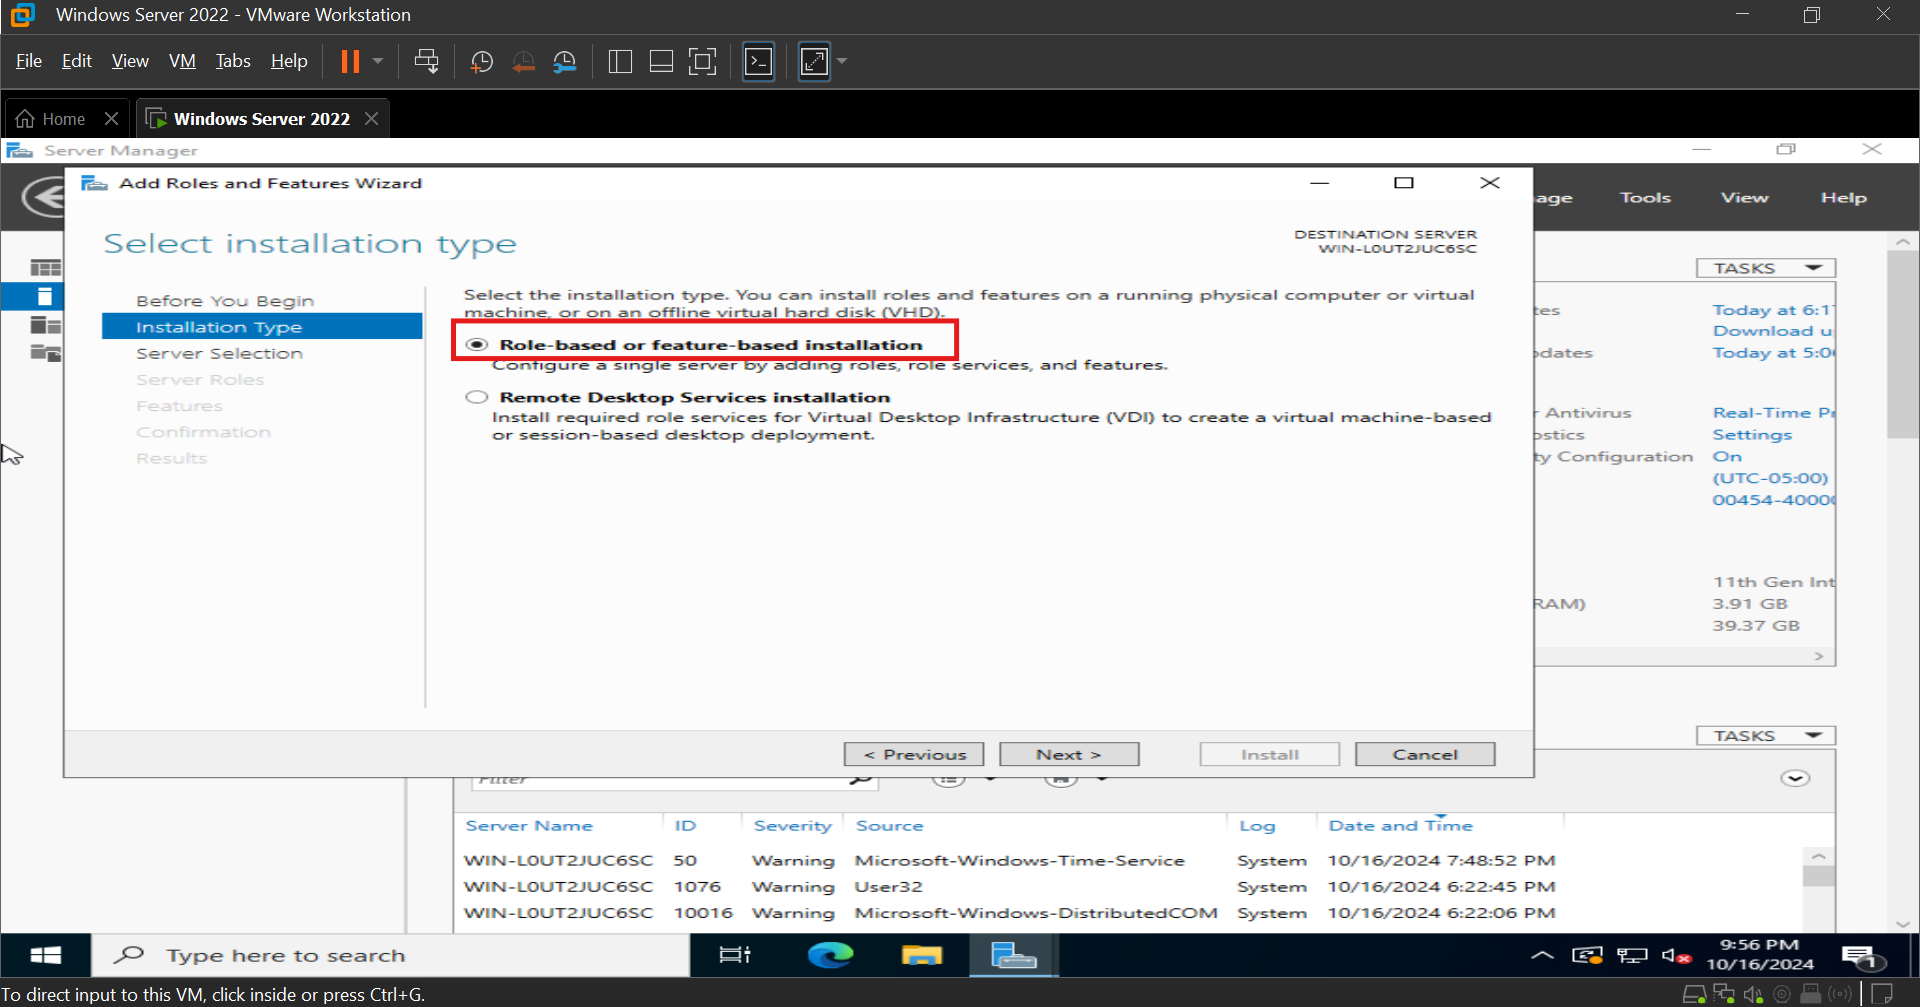 Windows Server 2022 - VMware Workstation
File Edit View VM Tabs Help
Home
Windows Server 2022
Server Manager
Add Roles and Features Wizard
age Tools View Help
Select installation type
DESTINATION SERVER
WIN-L0UT2JUC6SC
TASKS
Before You Begin
Installation Type
Server Selection
Server Roles
Features
Confirmation
Results
Select the installation type. You can install roles and features on a running physical computer or virtual
machine, or on an offline virtual hard disk (VHD).
Role-based or feature-based installation
Configure a single server by adding roles, role services, and features.
Remote Desktop Services installation
Install required role services for Virtual Desktop Infrastructure (VDI) to create a virtual machine-based
or session-based desktop deployment.
tes Today at 6:1
Download u
dates Today at 5:0
r Antivirus Real-Time Pr
ostics Settings
ty Configuration On
(UTC-05:00)
00454-4000
11th Gen Int
RAM) 3.91 GB
39.37 GB
< Previous Next > Install Cancel
TASKS
Filter
Server Name ID Severity Source Log Date and Time
WIN-L0UT2JUC6SC 50 Warning Microsoft-Windows-Time-Service System 10/16/2024 7:48:52 PM
WIN-L0UT2JUC6SC 1076 Warning User32 System 10/16/2024 6:22:45 PM
WIN-L0UT2JUC6SC 10016 Warning Microsoft-Windows-DistributedCOM System 10/16/2024 6:22:06 PM
Type here to search
9:56 PM
10/16/2024
1
To direct input to this VM, click inside or press Ctrl+G.